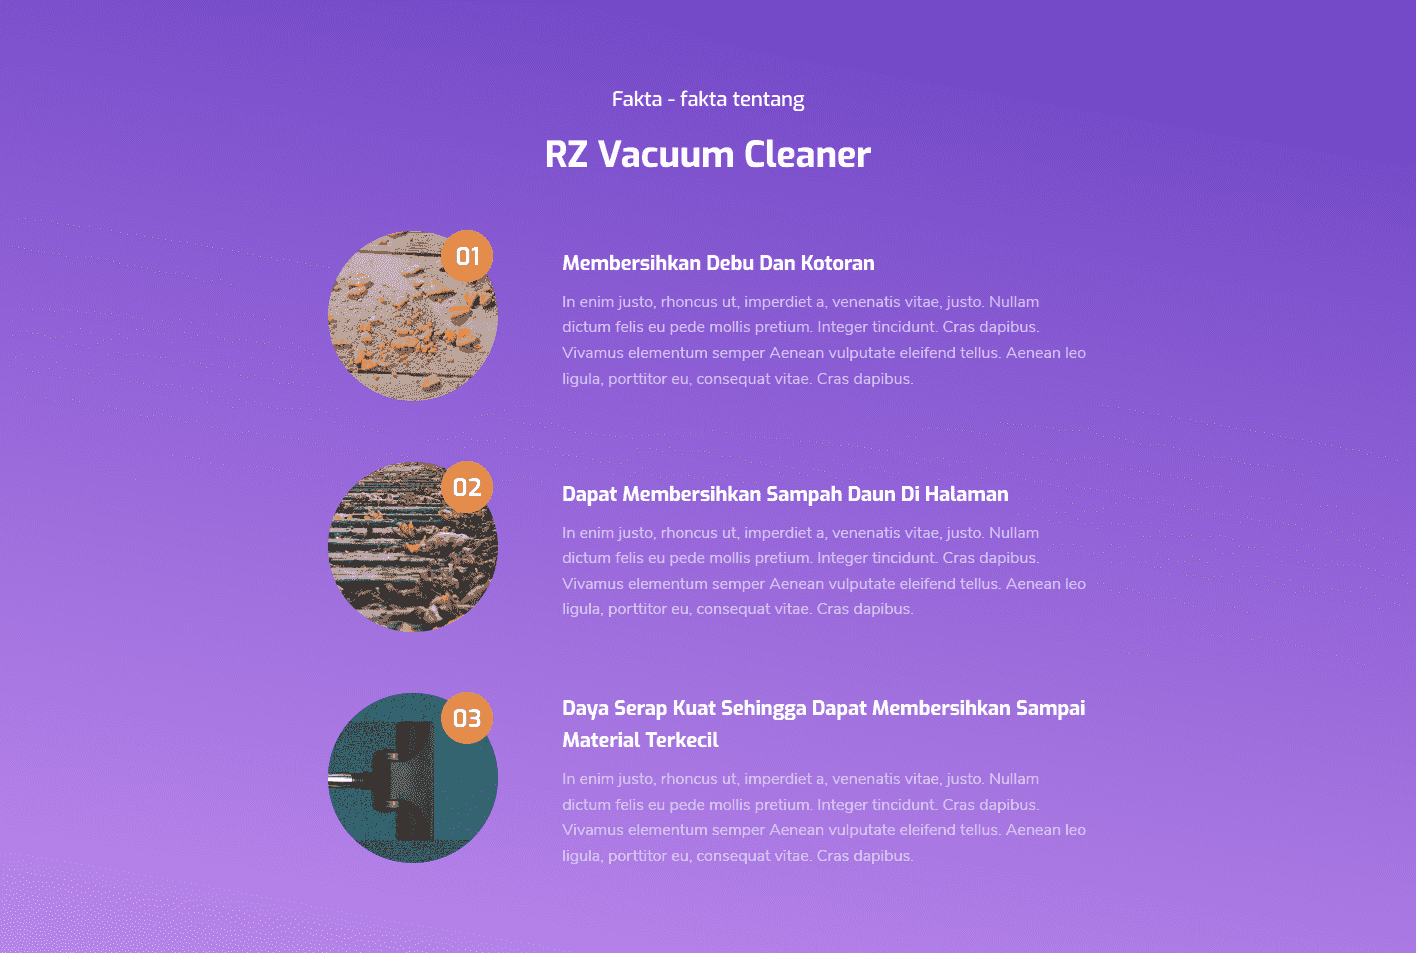 Fakta - fakta tentang
RZ Vacuum Cleaner
01
Membersihkan Debu Dan Kotoran
In enim justo, rhoncus ut, imperdiet a, venenatis vitae, justo. Nullam
dictum felis eu pede mollis pretium. Integer tincidunt. Cras dapibus.
Vivamus elementum semper Aenean vulputate eleifend tellus. Aenean leo
ligula, porttitor eu, consequat vitae. Cras dapibus.
02
Dapat Membersihkan Sampah Daun Di Halaman
In enim justo, rhoncus ut, imperdiet a, venenatis vitae, justo. Nullam
dictum felis eu pede mollis pretium. Integer tincidunt. Cras dapibus.
Vivamus elementum semper Aenean vulputate eleifend tellus. Aenean leo
ligula, porttitor eu, consequat vitae. Cras dapibus.
03
Daya Serap Kuat Sehingga Dapat Membersihkan Sampai
Material Terkecil
In enim justo, rhoncus ut, imperdiet a, venenatis vitae, justo. Nullam
dictum felis eu pede mollis pretium. Integer tincidunt. Cras dapibus.
Vivamus elementum semper Aenean vulputate eleifend tellus. Aenean leo
ligula, porttitor eu, consequat vitae. Cras dapibus.